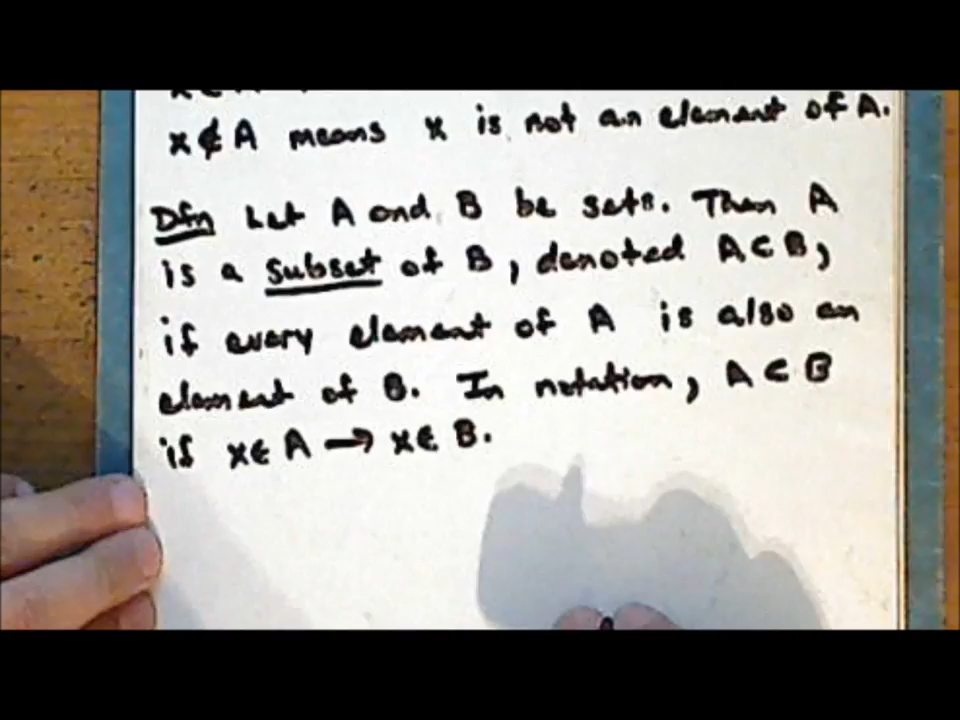 x ∉ A means x is not an element of A.
Dfn Let A and B be sets. Then A
is a subset of B, denoted A ⊂ B,
if every element of A is also an
element of B. In notation, A ⊂ B
if x ∈ A → x ∈ B.